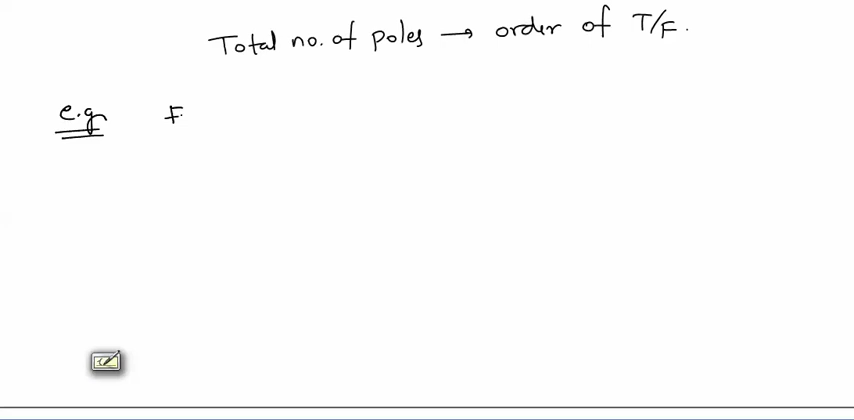 Total no. of poles → order of T/F.
e.g F